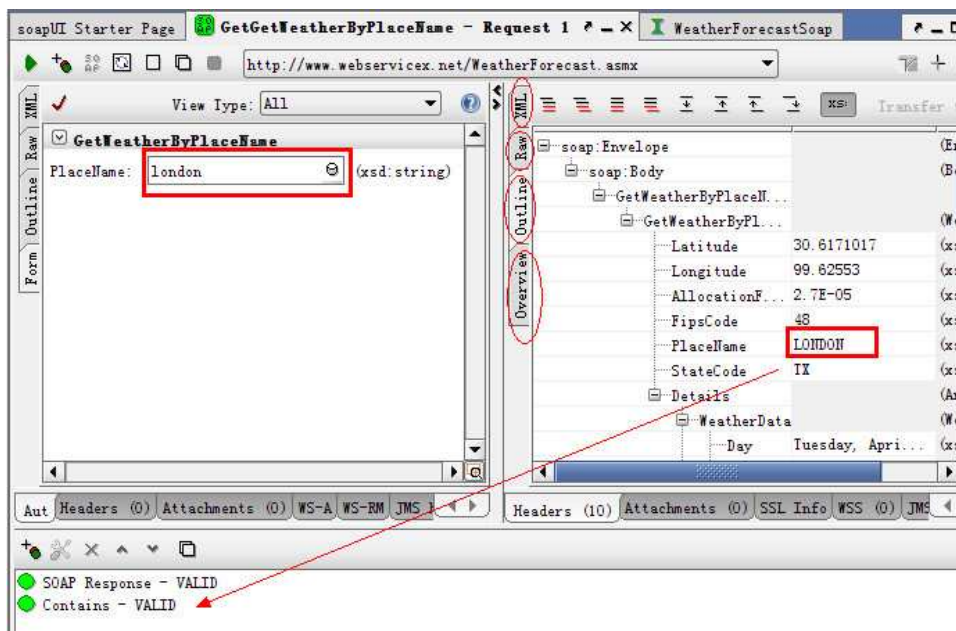 soapUI Starter Page GetGetWeatherByPlaceName - Request 1 WeatherForecastSoap
http://www.webservicex.net/WeatherForecast.asmx
XML
View Type: All
XML
XS:
Transfer
Raw
GetWeatherByPlaceName
Raw
soap:Envelope
PlaceName: london (xsd:string)
soap:Body
Outline
Outline
GetWeatherByPlaceN...
GetWeatherByPl...
Form
Overview
Latitude 30.6171017
Longitude 99.62553
AllocationF... 2.7E-05
FipsCode 48
PlaceName LONDON
StateCode TX
Details
WeatherData
Day Tuesday, Apri...
Aut Headers (0) Attachments (0) WS-A WS-RM JMS
Headers (10) Attachments (0) SSL Info WSS (0) JMS
SOAP Response - VALID
Contains - VALID